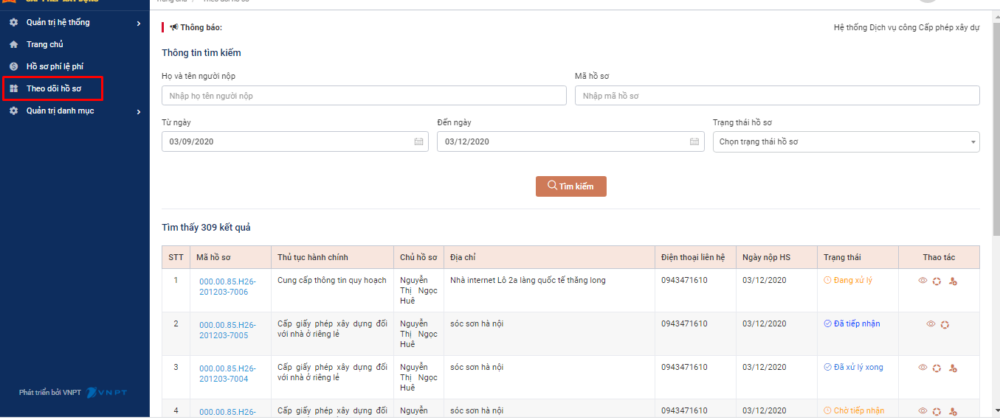 CẤP PHÉP XÂY DỰNG
Trang chủ / Theo dõi hồ sơ
Quản trị hệ thống
Trang chủ
Hồ sơ phí lệ phí
Theo dõi hồ sơ
Quản trị danh mục
Phát triển bởi VNPT VNPT
Thông báo:
Hệ thống Dịch vụ công Cấp phép xây dự
Thông tin tìm kiếm
Họ và tên người nộp
Mã hồ sơ
Nhập họ tên người nộp
Nhập mã hồ sơ
Từ ngày
Đến ngày
Trạng thái hồ sơ
03/09/2020
03/12/2020
Chọn trạng thái hồ sơ
Tìm kiếm
Tìm thấy 309 kết quả
STT Mã hồ sơ Thủ tục hành chính Chủ hồ sơ Địa chỉ Điện thoại liên hệ Ngày nộp HS Trạng thái Thao tác
1 000.00.85.H26- Cung cấp thông tin quy hoạch Nguyễn Nhà internet Lô 2a làng quốc tế thăng long 0943471610 03/12/2020 Đang xử lý
201203-7006 Thị Ngọc
Huê
2 000.00.85.H26- Cấp giấy phép xây dựng đối Nguyễn sóc sơn hà nội 0943471610 03/12/2020 Đã tiếp nhận
201203-7005 với nhà ở riêng lẻ Thị Ngọc
Huê
3 000.00.85.H26- Cấp giấy phép xây dựng đối Nguyễn sóc sơn hà nội 0943471610 03/12/2020 Đã xử lý xong
201203-7004 với nhà ở riêng lẻ Thị Ngọc
Huê
4 000.00.85.H26- Cấp giấy phép xây dựng đối Nguyễn sóc sơn hà nội 0943471610 03/12/2020 Chờ tiếp nhận